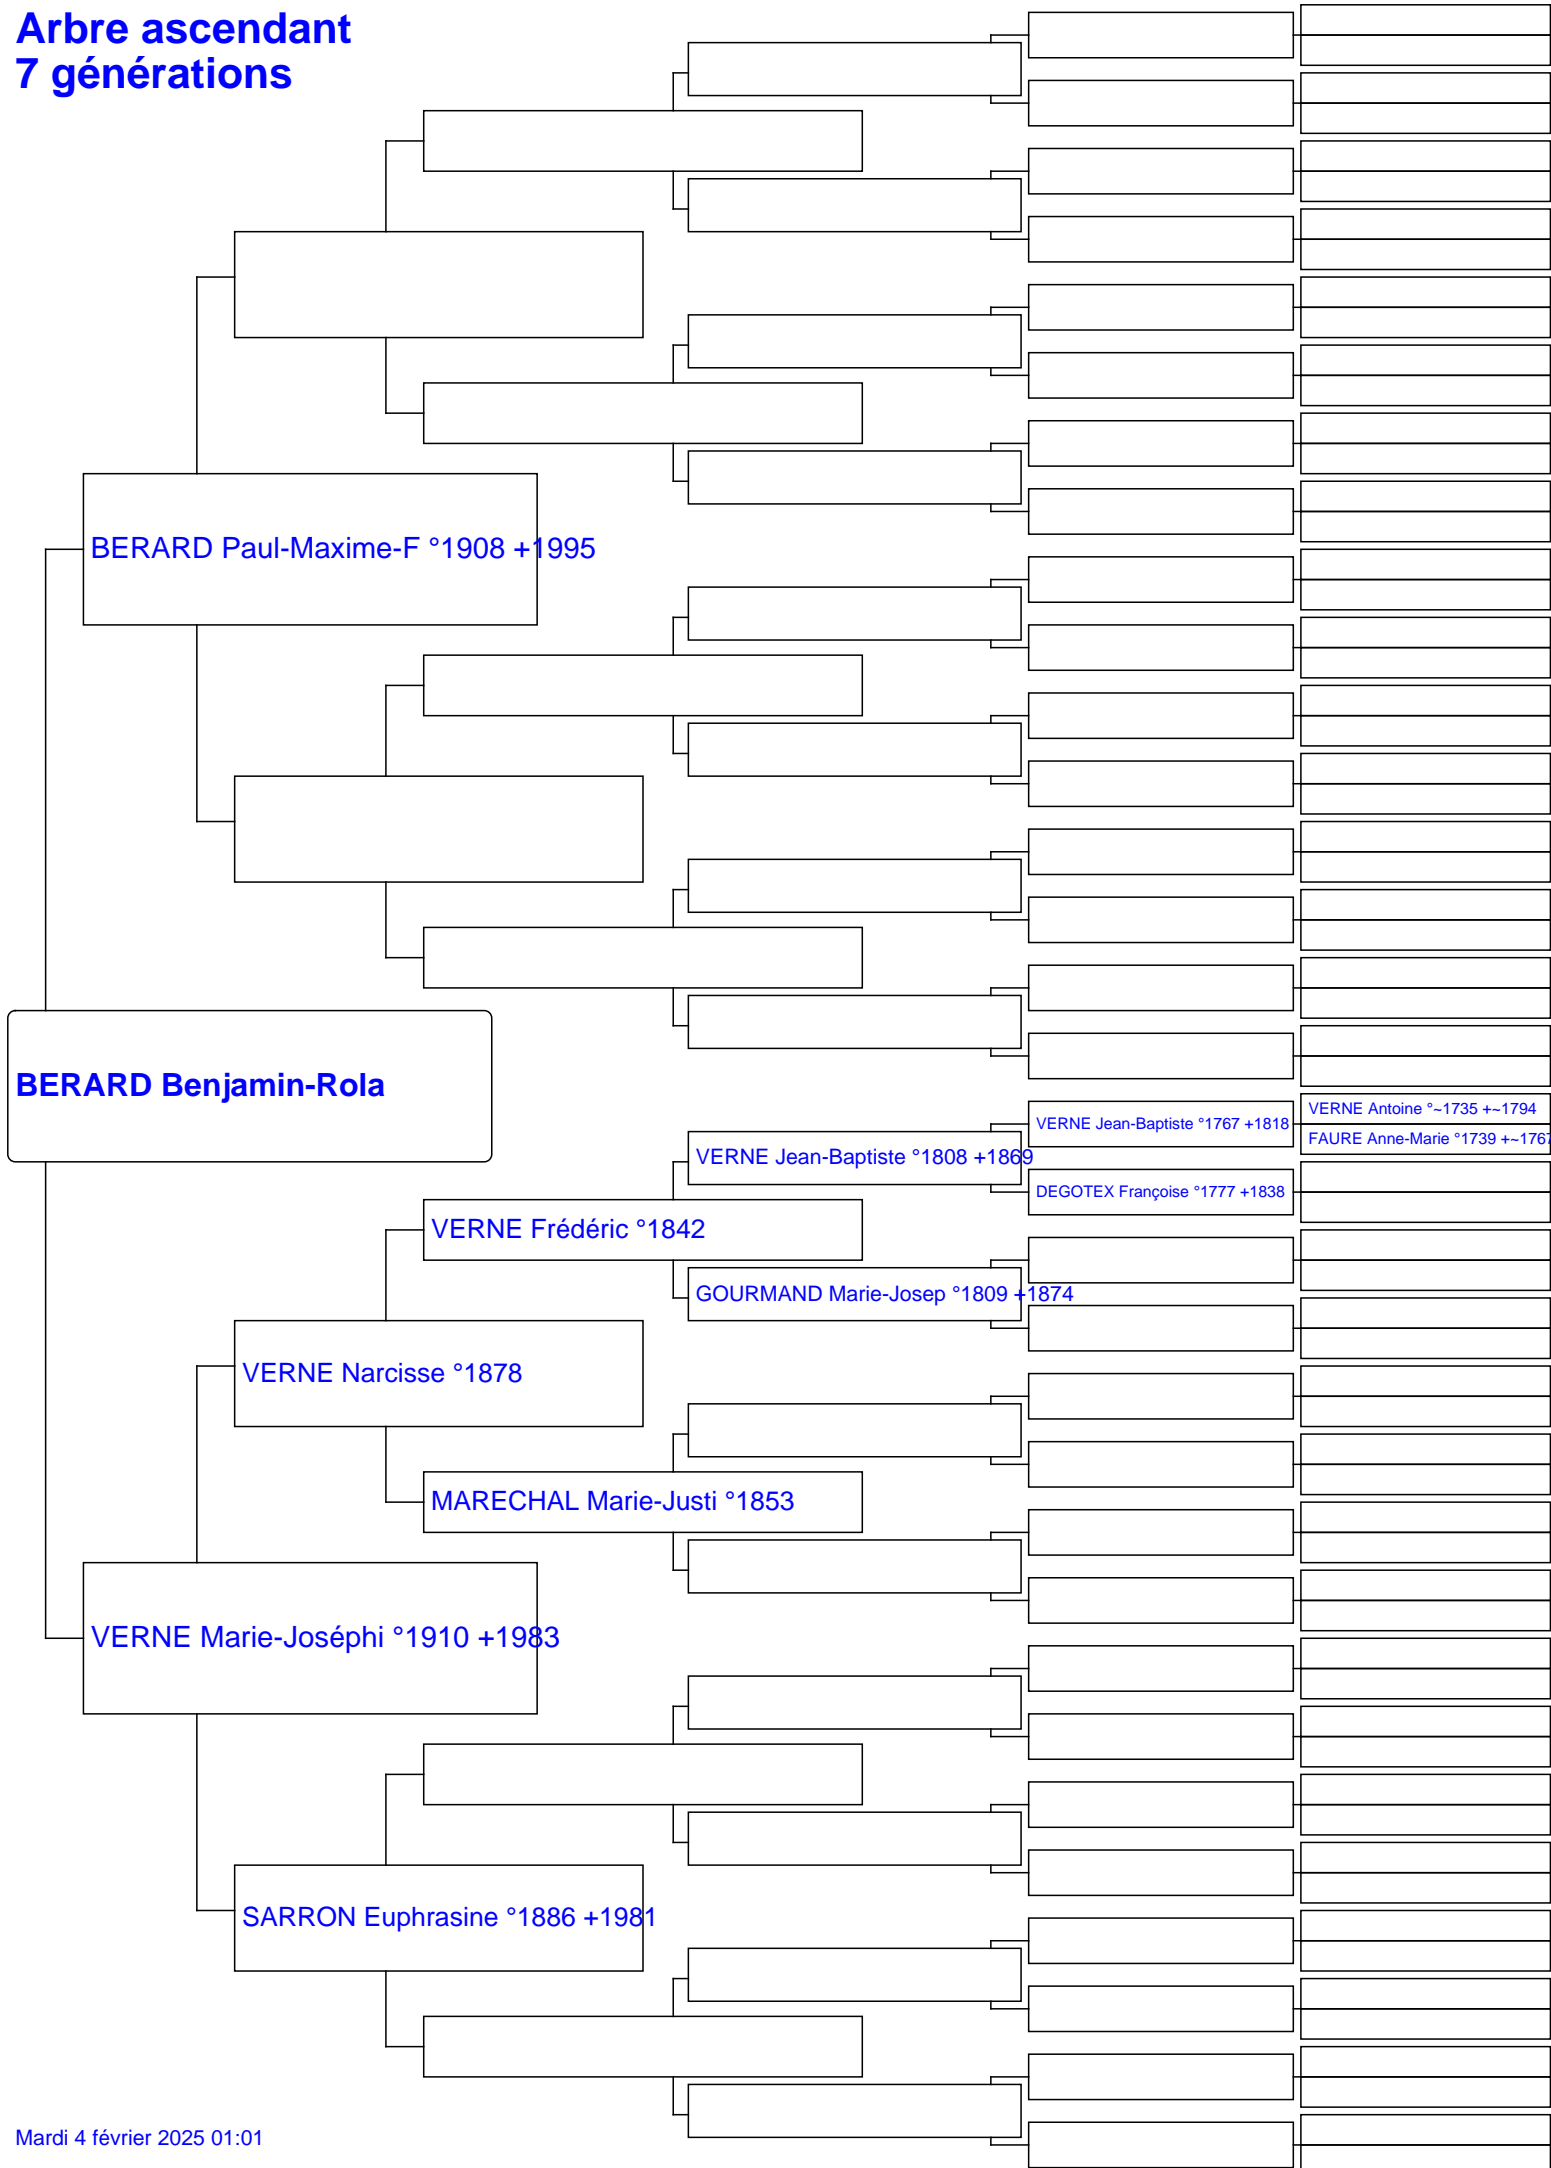 Arbre ascendant
7 générations
BERARD Paul-Maxime-F °1908 +1995
BERARD Benjamin-Rola
VERNE Antoine °~1735 +~1794
VERNE Jean-Baptiste °1767 +1818
FAURE Anne-Marie °1739 +~1767
VERNE Jean-Baptiste °1808 +1869
DEGOTEX Françoise °1777 +1838
VERNE Frédéric °1842
GOURMAND Marie-Josep °1809 +1874
VERNE Narcisse °1878
MARECHAL Marie-Justi °1853
VERNE Marie-Joséphi °1910 +1983
SARRON Euphrasine °1886 +1981
Mardi 4 février 2025 01:01